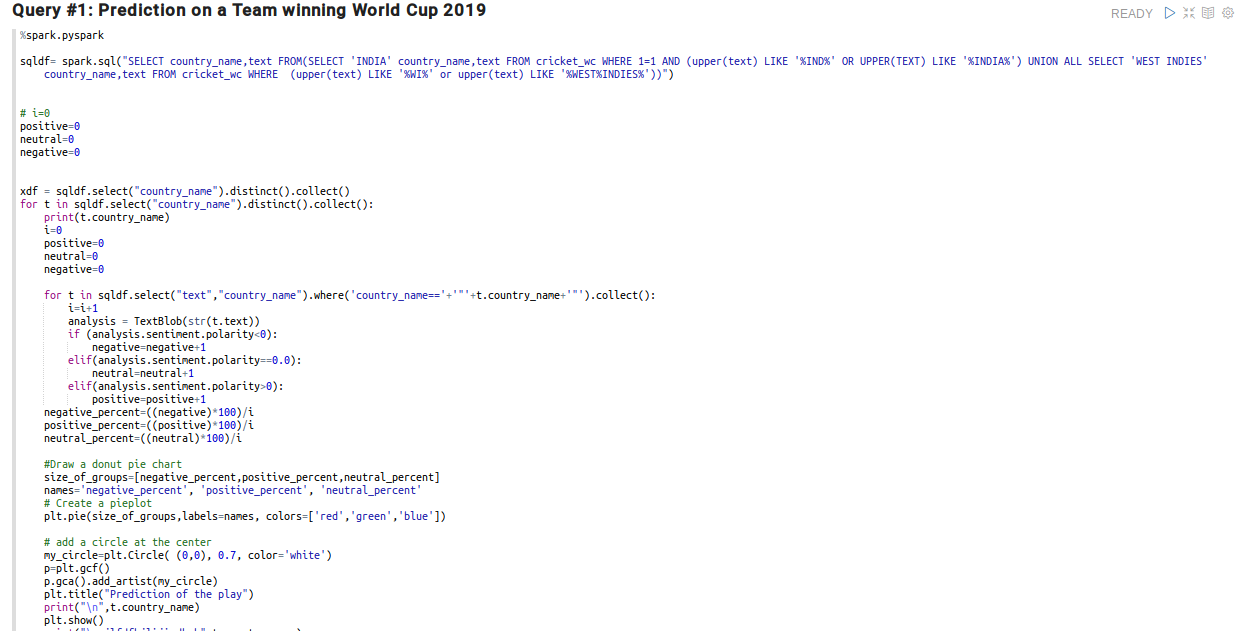 Query #1: Prediction on a Team winning World Cup 2019
READY
%spark.pyspark
sqldf= spark.sql("SELECT country_name,text FROM(SELECT 'INDIA' country_name,text FROM cricket_wc WHERE 1=1 AND (upper(text) LIKE '%IND%' OR UPPER(TEXT) LIKE '%INDIA%') UNION ALL SELECT 'WEST INDIES'
country_name,text FROM cricket_wc WHERE  (upper(text) LIKE '%WI%' or upper(text) LIKE '%WEST%INDIES%'))")
# i=0
positive=0
neutral=0
negative=0
xdf = sqldf.select("country_name").distinct().collect()
for t in sqldf.select("country_name").distinct().collect():
print(t.country_name)
i=0
positive=0
neutral=0
negative=0
for t in sqldf.select("text","country_name").where('country_name=='+'"'+t.country_name+'"').collect():
i=i+1
analysis = TextBlob(str(t.text))
if (analysis.sentiment.polarity<0):
negative=negative+1
elif(analysis.sentiment.polarity==0.0):
neutral=neutral+1
elif(analysis.sentiment.polarity>0):
positive=positive+1
negative_percent=((negative)*100)/i
positive_percent=((positive)*100)/i
neutral_percent=((neutral)*100)/i
#Draw a donut pie chart
size_of_groups=[negative_percent,positive_percent,neutral_percent]
names='negative_percent', 'positive_percent', 'neutral_percent'
# Create a pieplot
plt.pie(size_of_groups,labels=names, colors=['red','green','blue'])
# add a circle at the center
my_circle=plt.Circle( (0,0), 0.7, color='white')
p=plt.gcf()
p.gca().add_artist(my_circle)
plt.title("Prediction of the play")
print("\n",t.country_name)
plt.show()